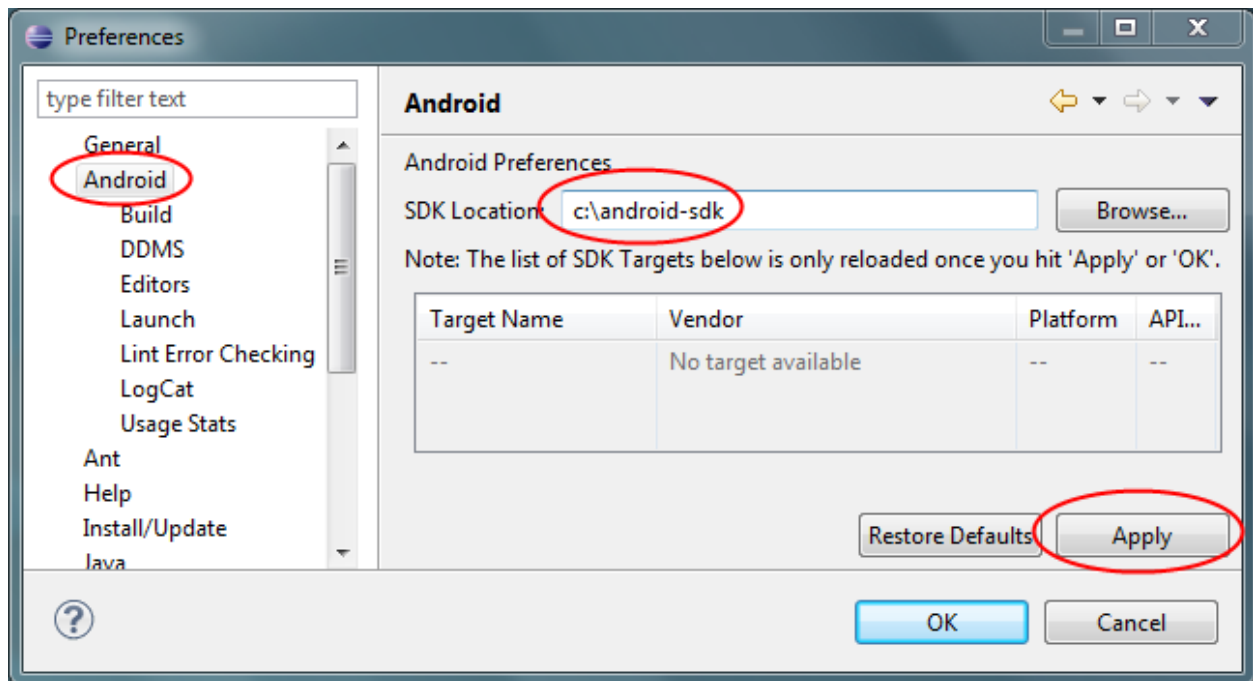 Preferences
type filter text
General
Android
Build
DDMS
Editors
Launch
Lint Error Checking
LogCat
Usage Stats
Ant
Help
Install/Update
Java
Android
Android Preferences
SDK Location: c:\android-sdk Browse...
Note: The list of SDK Targets below is only reloaded once you hit 'Apply' or 'OK'.
Target Name Vendor Platform API...
-- No target available -- --
Restore Defaults Apply
? OK Cancel